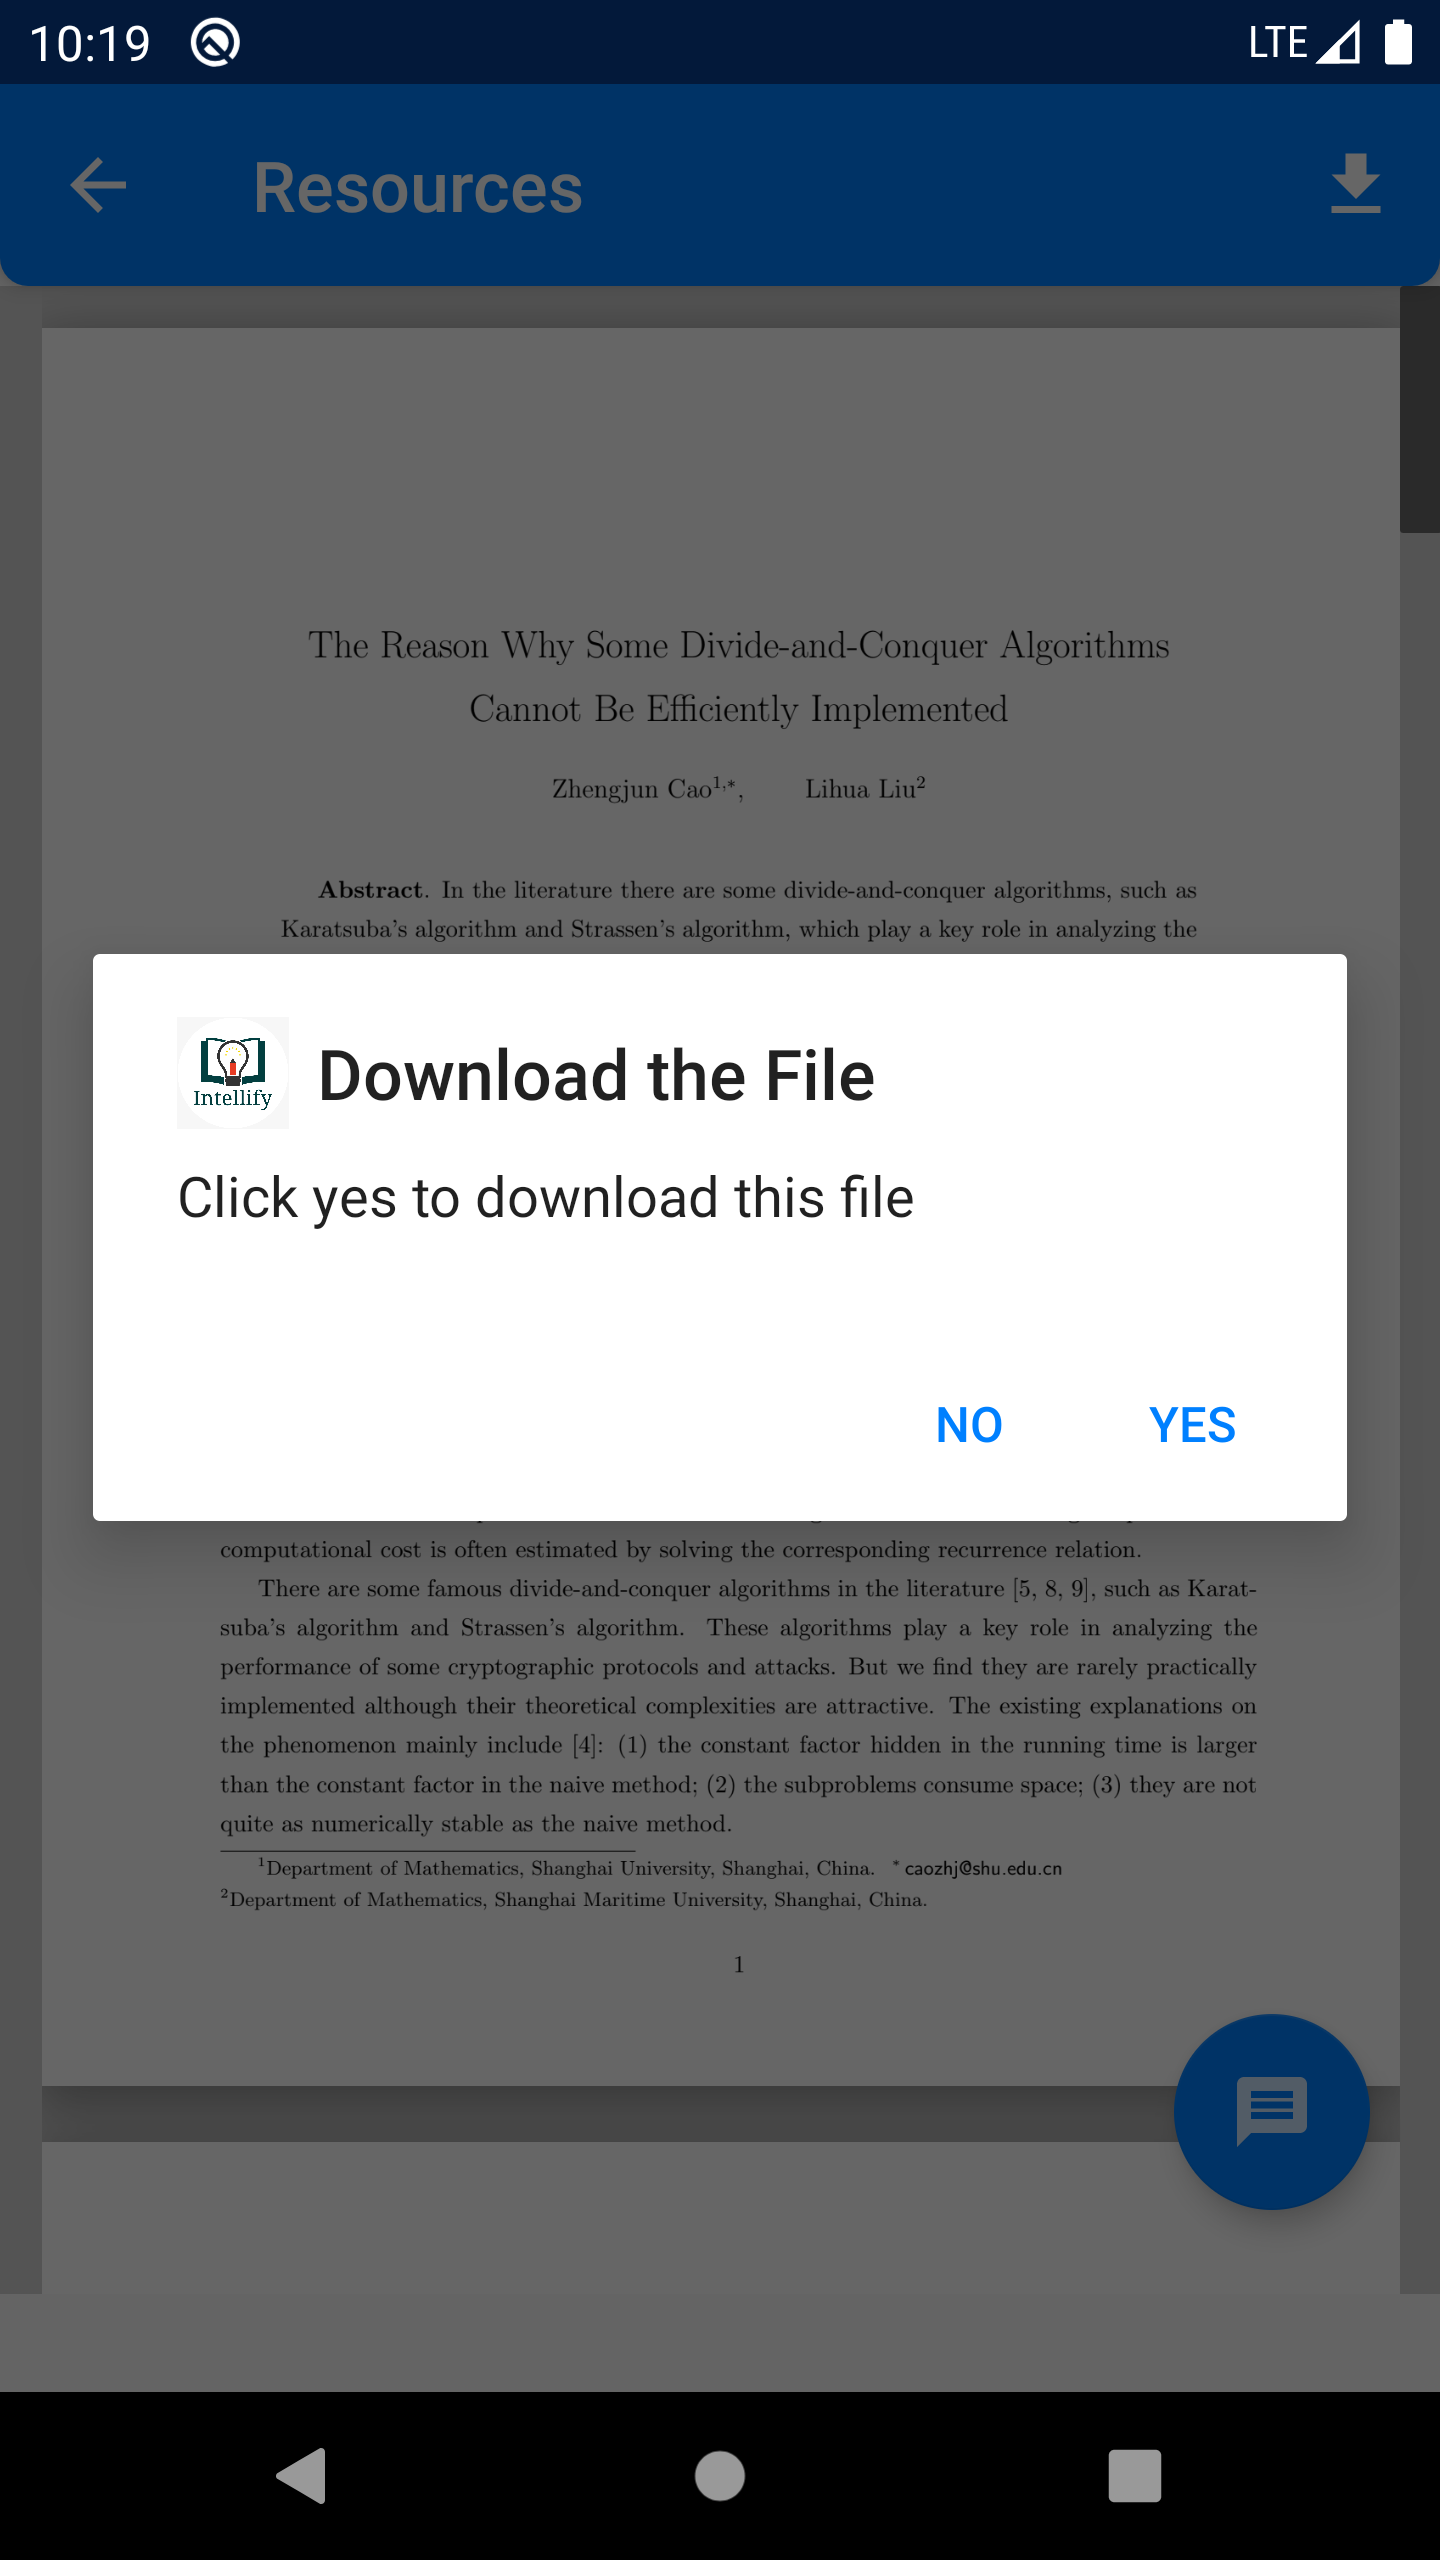 10:19
LTE
Resources
The Reason Why Some Divide-and-Conquer Algorithms
Cannot Be Efficiently Implemented
Zhengjun Cao1,*, Lihua Liu2
Abstract. In the literature there are some divide-and-conquer algorithms, such as
Karatsuba's algorithm and Strassen's algorithm, which play a key role in analyzing the
Intellify
Download the File
Click yes to download this file
NO YES
computational cost is often estimated by solving the corresponding recurrence relation.
There are some famous divide-and-conquer algorithms in the literature [5, 8, 9], such as Karat-
suba's algorithm and Strassen's algorithm. These algorithms play a key role in analyzing the
performance of some cryptographic protocols and attacks. But we find they are rarely practically
implemented although their theoretical complexities are attractive. The existing explanations on
the phenomenon mainly include [4]: (1) the constant factor hidden in the running time is larger
than the constant factor in the naive method; (2) the subproblems consume space; (3) they are not
quite as numerically stable as the naive method.
1Department of Mathematics, Shanghai University, Shanghai, China. * caozhj@shu.edu.cn
2Department of Mathematics, Shanghai Maritime University, Shanghai, China.
1